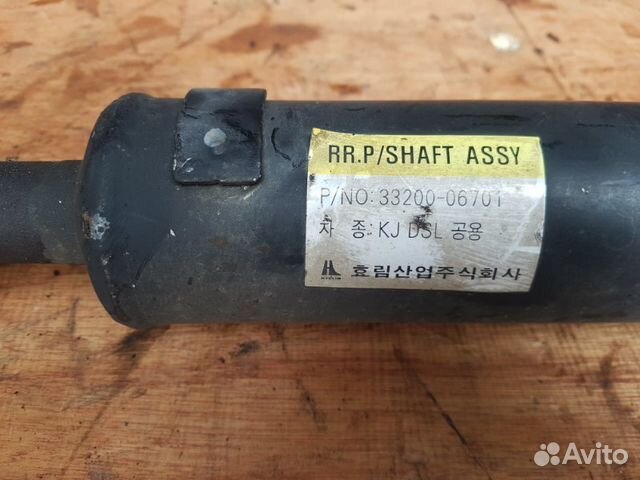 RR.P/SHAFT ASSY
P/NO: 33200-06701
차 종: KJ DSL 공용
효림산업주식회사
Avito